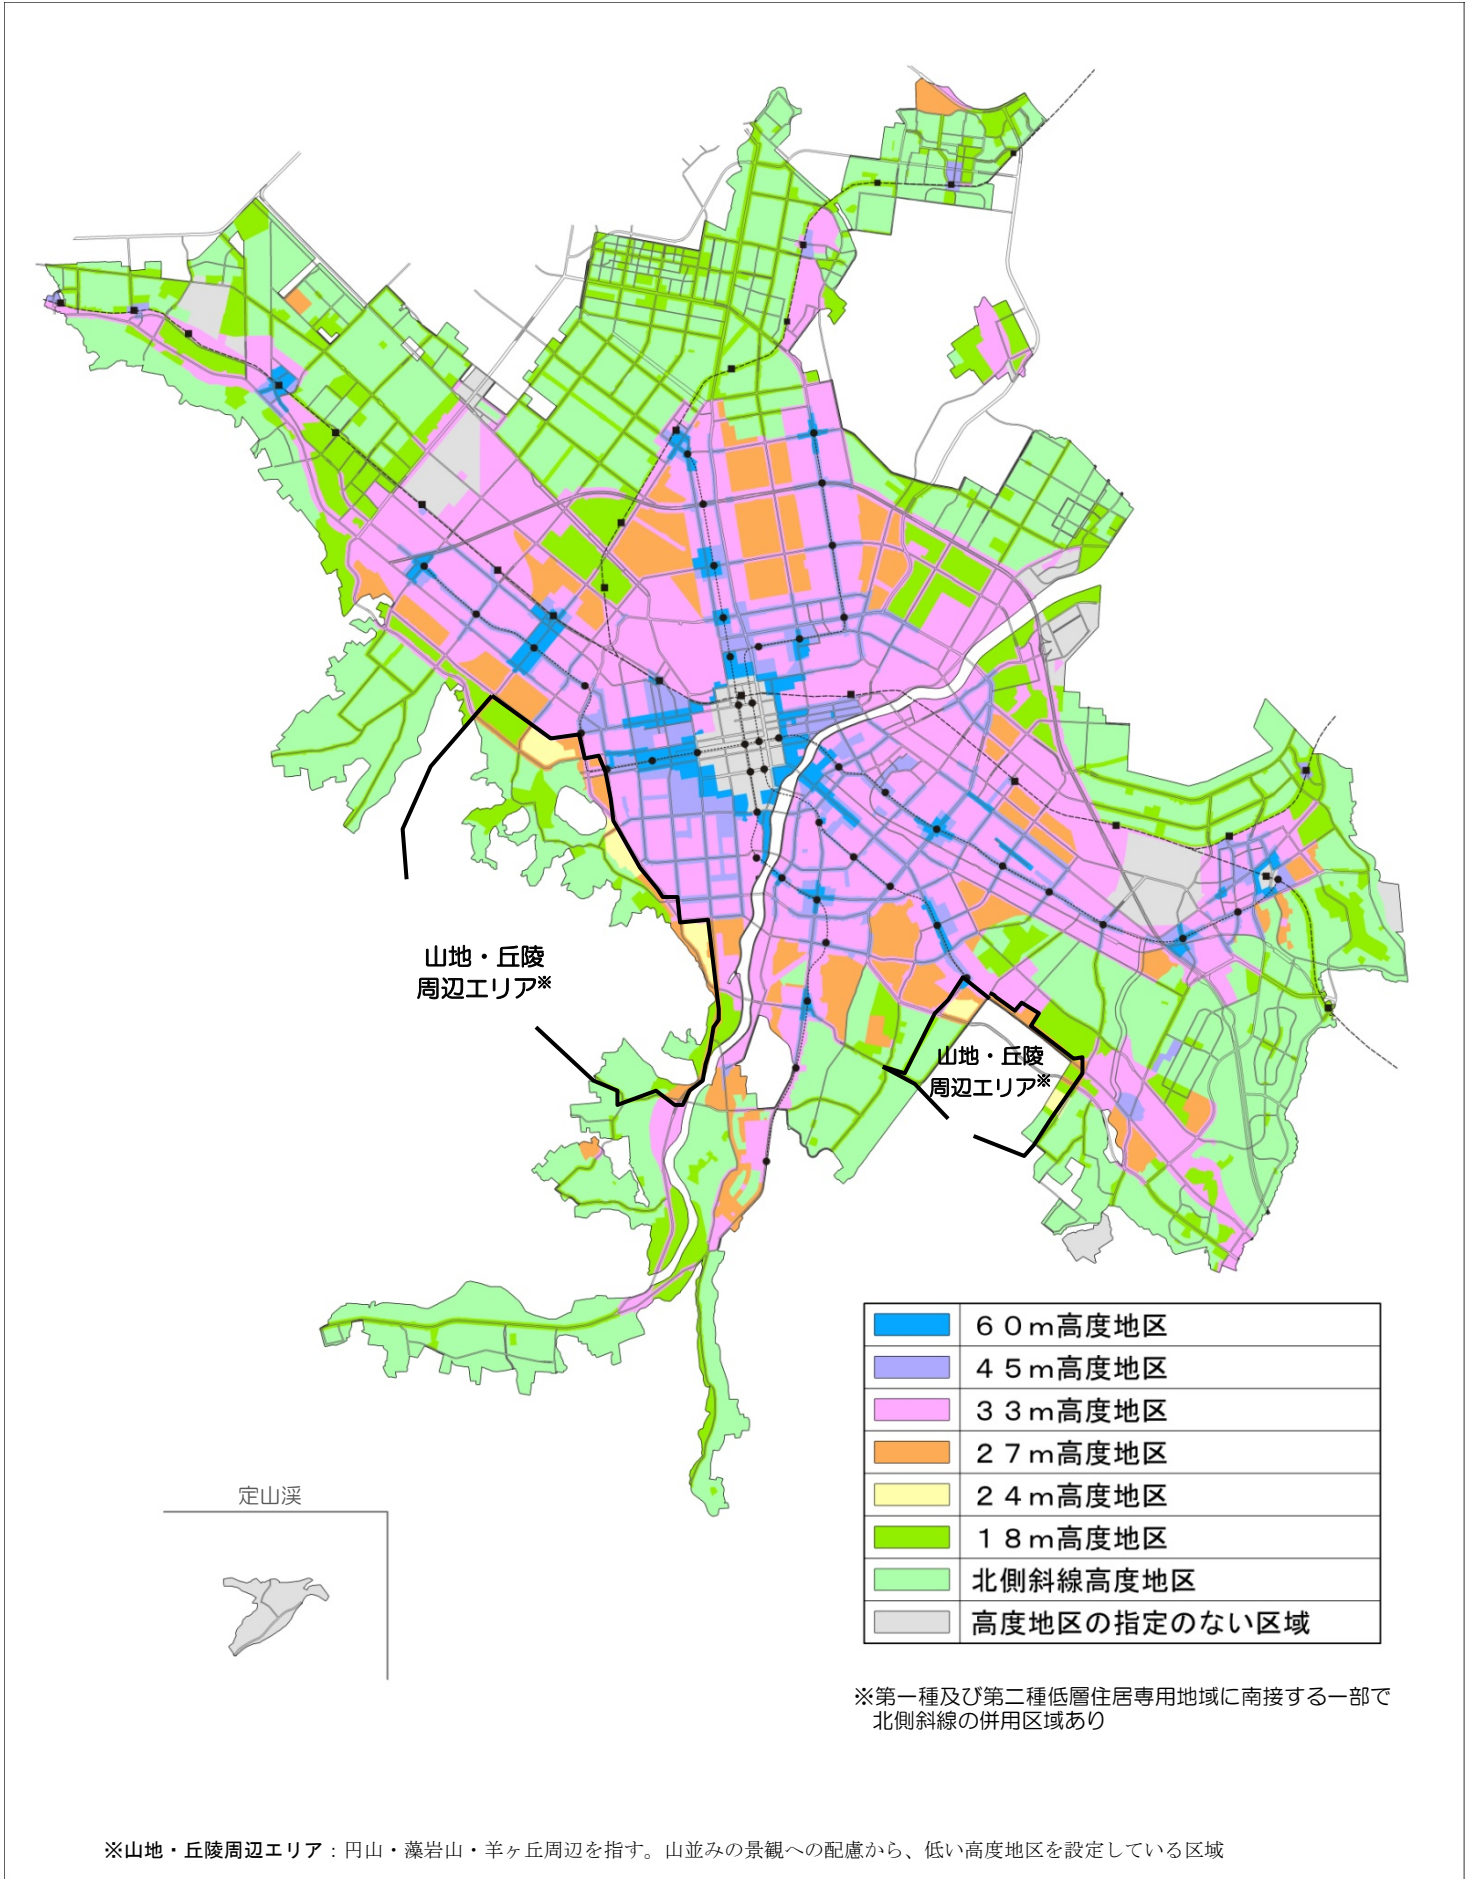 山地・丘陵
周辺エリア※
山地・丘陵
周辺エリア※
６０ｍ高度地区
４５ｍ高度地区
３３ｍ高度地区
２７ｍ高度地区
２４ｍ高度地区
１８ｍ高度地区
北側斜線高度地区
高度地区の指定のない区域
定山渓
※第一種及び第二種低層住居専用地域に南接する一部で
北側斜線の併用区域あり
※山地・丘陵周辺エリア：円山・藻岩山・羊ヶ丘周辺を指す。山並みの景観への配慮から、低い高度地区を設定している区域